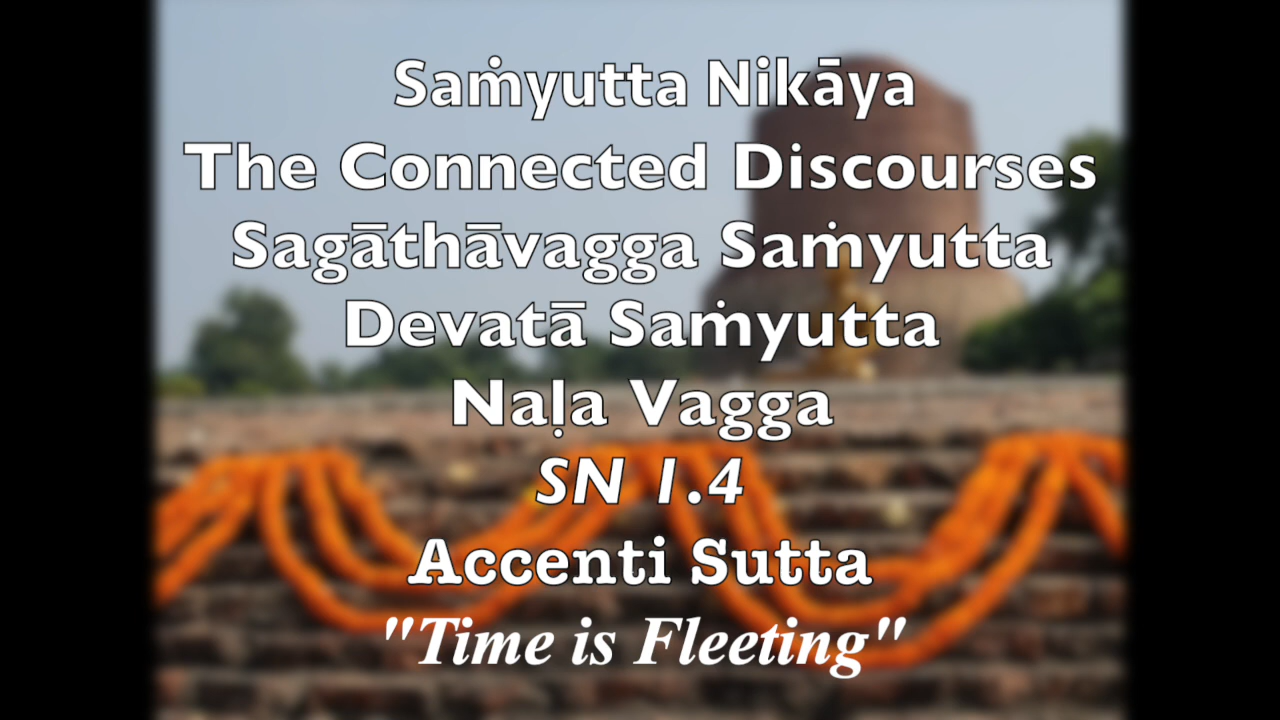 Saṁyutta Nikāya
The Connected Discourses
Sagāthāvagga Saṁyutta
Devatā Saṁyutta
Naḷa Vagga
SN 1.4
Accenti Sutta
"Time is Fleeting"